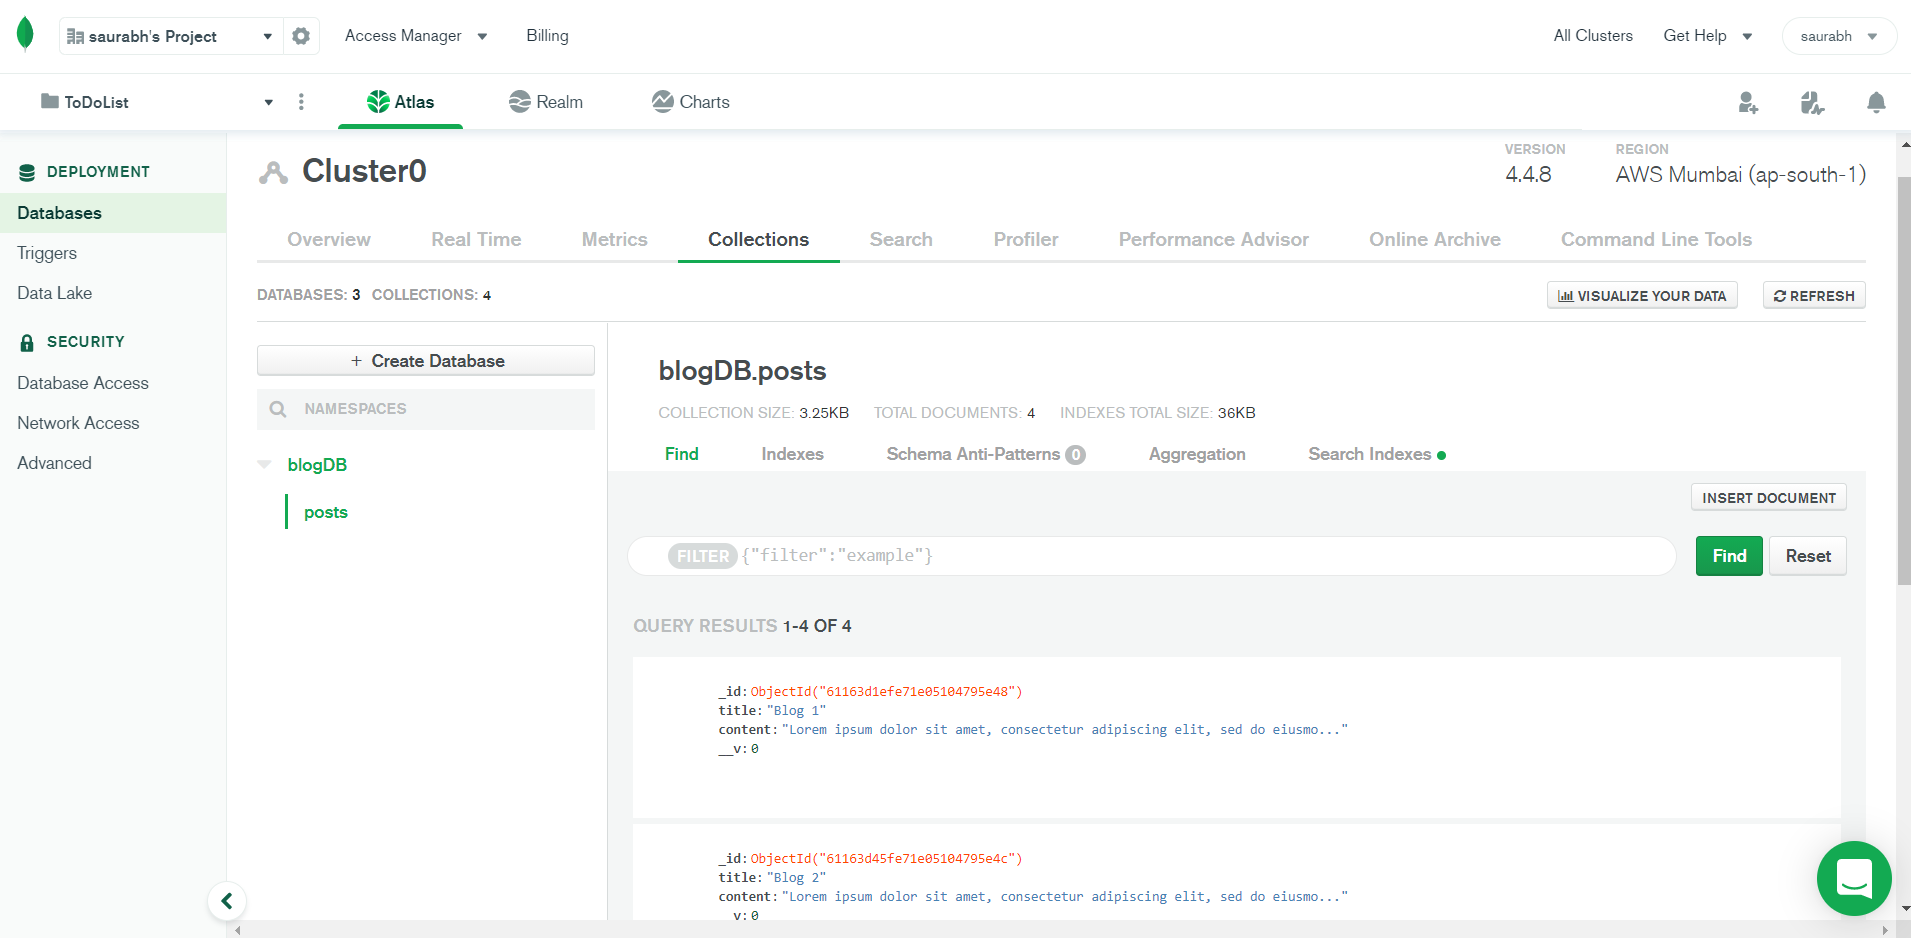 saurabh's Project Access Manager Billing All Clusters Get Help saurabh
ToDoList Atlas Realm Charts
DEPLOYMENT
Databases
Triggers
Data Lake
SECURITY
Database Access
Network Access
Advanced
Cluster0
VERSION
4.4.8
REGION
AWS Mumbai (ap-south-1)
Overview Real Time Metrics Collections Search Profiler Performance Advisor Online Archive Command Line Tools
DATABASES: 3 COLLECTIONS: 4
VISUALIZE YOUR DATA REFRESH
+ Create Database
NAMESPACES
blogDB
posts
blogDB.posts
COLLECTION SIZE: 3.25KB TOTAL DOCUMENTS: 4 INDEXES TOTAL SIZE: 36KB
Find Indexes Schema Anti-Patterns 0 Aggregation Search Indexes
INSERT DOCUMENT
FILTER {"filter":"example"} Find Reset
QUERY RESULTS 1-4 OF 4
_id: ObjectId("61163d1efe71e05104795e48")
title: "Blog 1"
content: "Lorem ipsum dolor sit amet, consectetur adipiscing elit, sed do eiusmo..."
__v: 0
_id: ObjectId("61163d45fe71e05104795e4c")
title: "Blog 2"
content: "Lorem ipsum dolor sit amet, consectetur adipiscing elit, sed do eiusmo..."
__v: 0